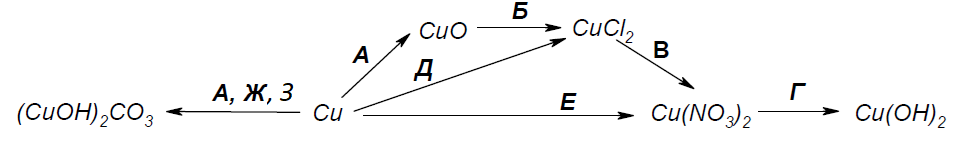 А CuO Б CuCl₂ В
Д
(CuOH)₂CO₃ А, Ж, З Cu Е Cu(NO₃)₂ Г Cu(OH)₂